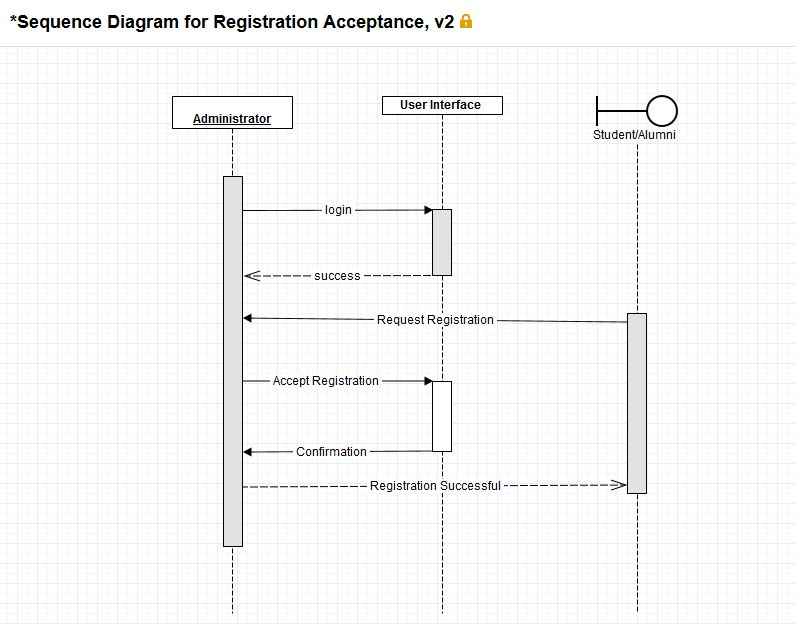 *Sequence Diagram for Registration Acceptance, v2
Administrator
User Interface
Student/Alumni
login
success
Request Registration
Accept Registration
Confirmation
Registration Successful